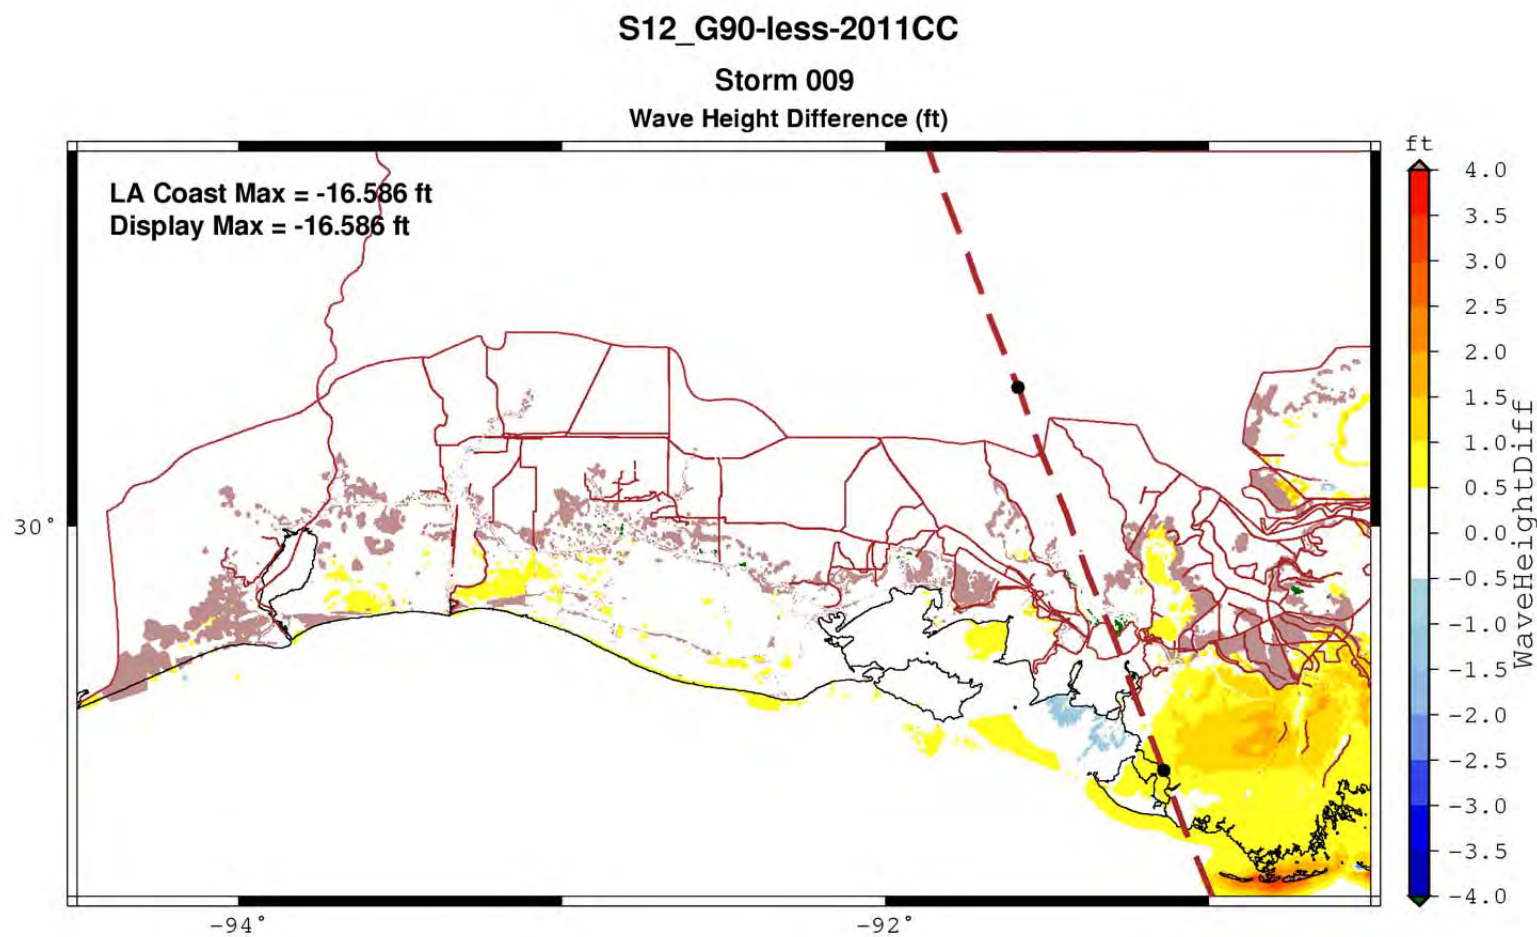 S12_G90-less-2011CC
Storm 009
Wave Height Difference (ft)
LA Coast Max = -16.586 ft
Display Max = -16.586 ft
ft
4.0
3.5
3.0
2.5
2.0
1.5
1.0
0.5
0.0
-0.5
-1.0
-1.5
-2.0
-2.5
-3.0
-3.5
-4.0
WaveHeightDiff
30°
-94°
-92°